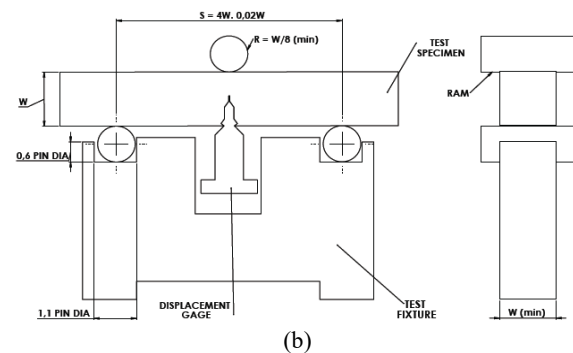 S = 4W. 0,02W
R = W/8 (min)
TEST
SPECIMEN
W
RAM
0,6 PIN DIA
1,1 PIN DIA
DISPLACEMENT
GAGE
TEST
FIXTURE
W (min)
(b)